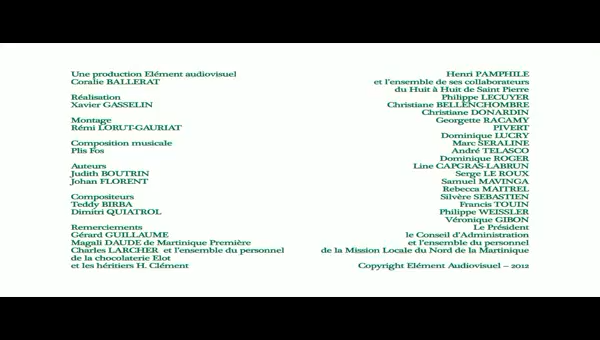 Une production Elément audiovisuel
Coralie BALLERAT
Réalisation
Xavier GASSELIN
Montage
Rémi LORUT-GAURIAT
Composition musicale
Plis Fos
Auteurs
Judith BOUTRIN
Johan FLORENT
Compositeurs
Teddy BIRBA
Dimitri QUIATROL
Remerciements
Gérard GUILLAUME
Magali DAUDE de Martinique Première
Charles LARCHER et l'ensemble du personnel
de la chocolaterie Elot
et les héritiers H. Clément
Henri PAMPHILE
et l'ensemble de ses collaborateurs
du Huit à Huit de Saint Pierre
Philippe LECUYER
Christiane BELLENCHOMBRE
Christiane DONARDIN
Georgette RACAMY
PIVERT
Dominique LUCRY
Marc SERALINE
André TELASCO
Dominique ROGER
Line CAPGRAS-LABRUN
Serge LE ROUX
Samuel MAVINGA
Rebecca MAITREL
Silvère SEBASTIEN
Francis TOUIN
Philippe WEISSLER
Véronique GIBON
Le Président
le Conseil d'Administration
et l'ensemble du personnel
de la Mission Locale du Nord de la Martinique
Copyright Elément Audiovisuel – 2012